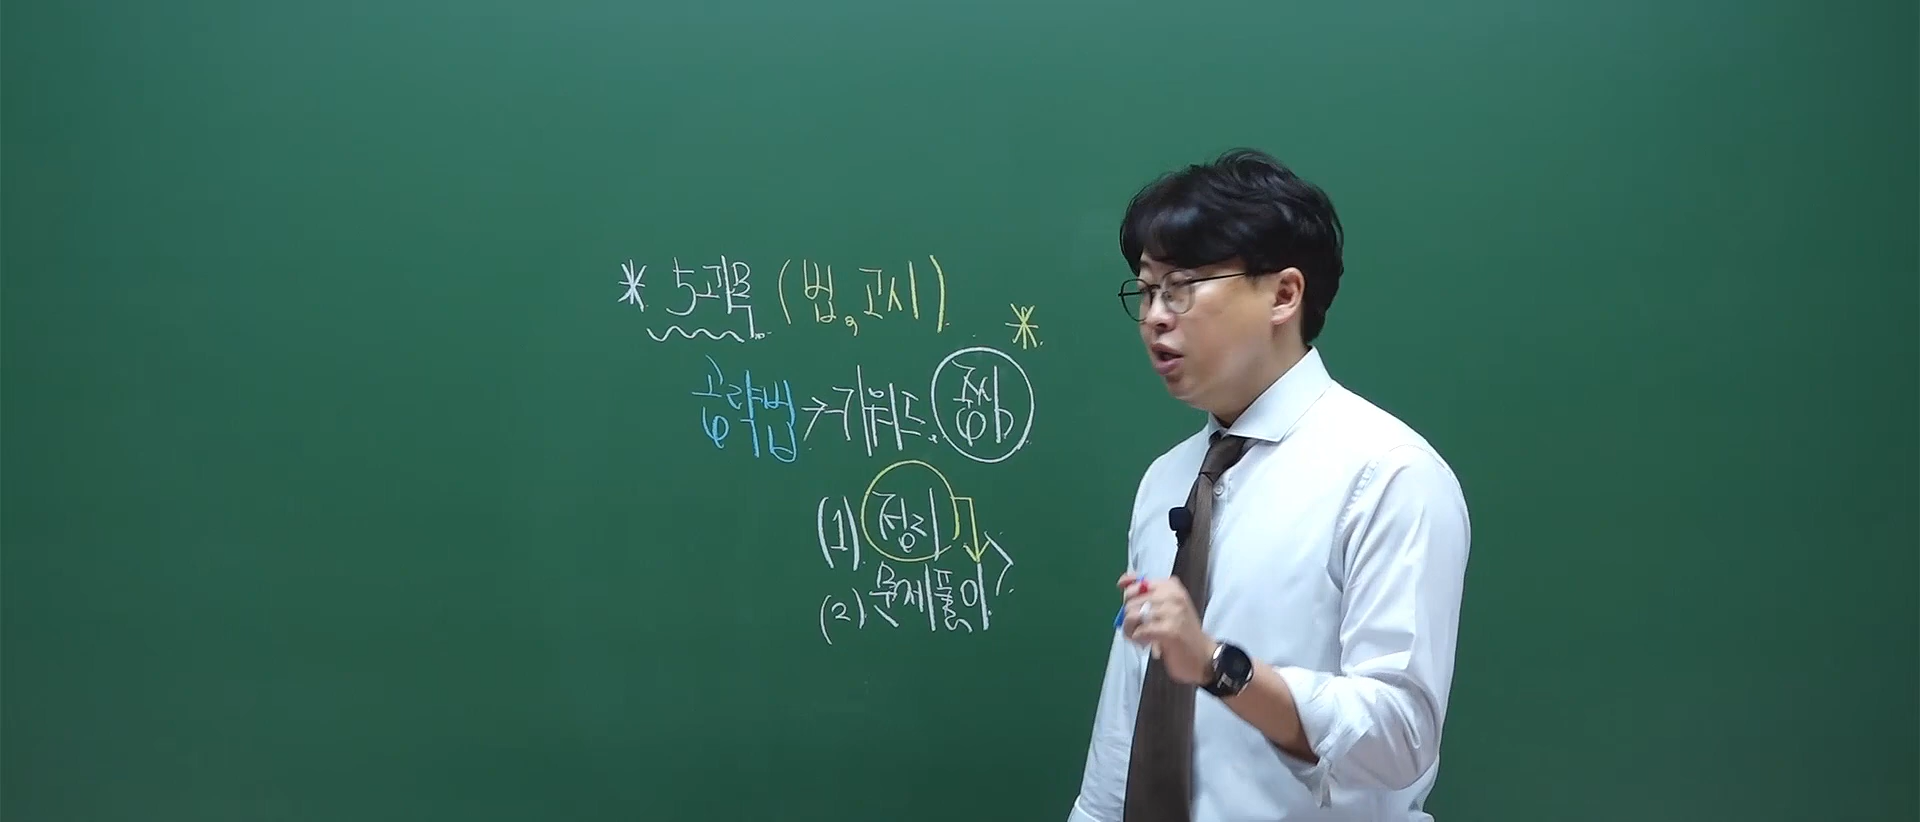 * 5과목 (법, 고시)
공략법 → 키워드, 중점 *
(1) 정리
(2) 문제풀이